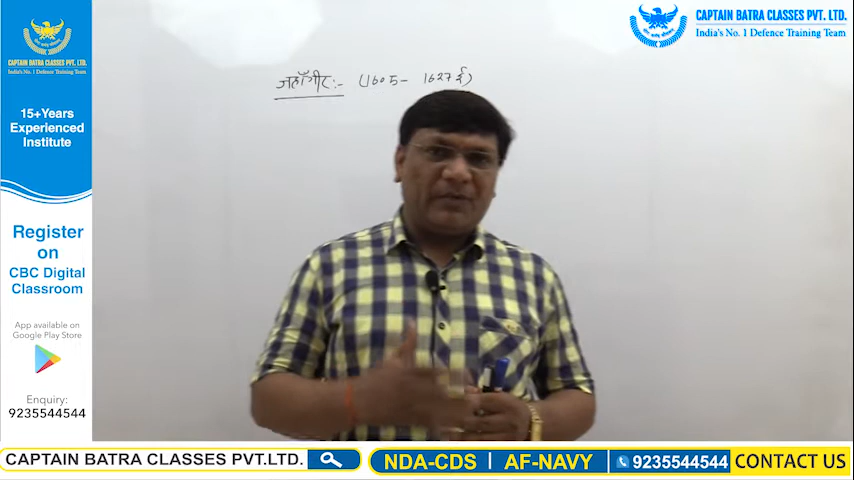 CAPTAIN BATRA CLASSES PVT. LTD.
India's No. 1 Defence Training Team
15+Years
Experienced
Institute
Register
on
CBC Digital
Classroom
App available on
Google Play Store
Enquiry:
9235544544
CAPTAIN BATRA CLASSES PVT. LTD.
India's No. 1 Defence Training Team
जहाँगीर:- (1605- 1627 ई)
CAPTAIN BATRA CLASSES PVT.LTD.
NDA-CDS | AF-NAVY
9235544544
CONTACT US